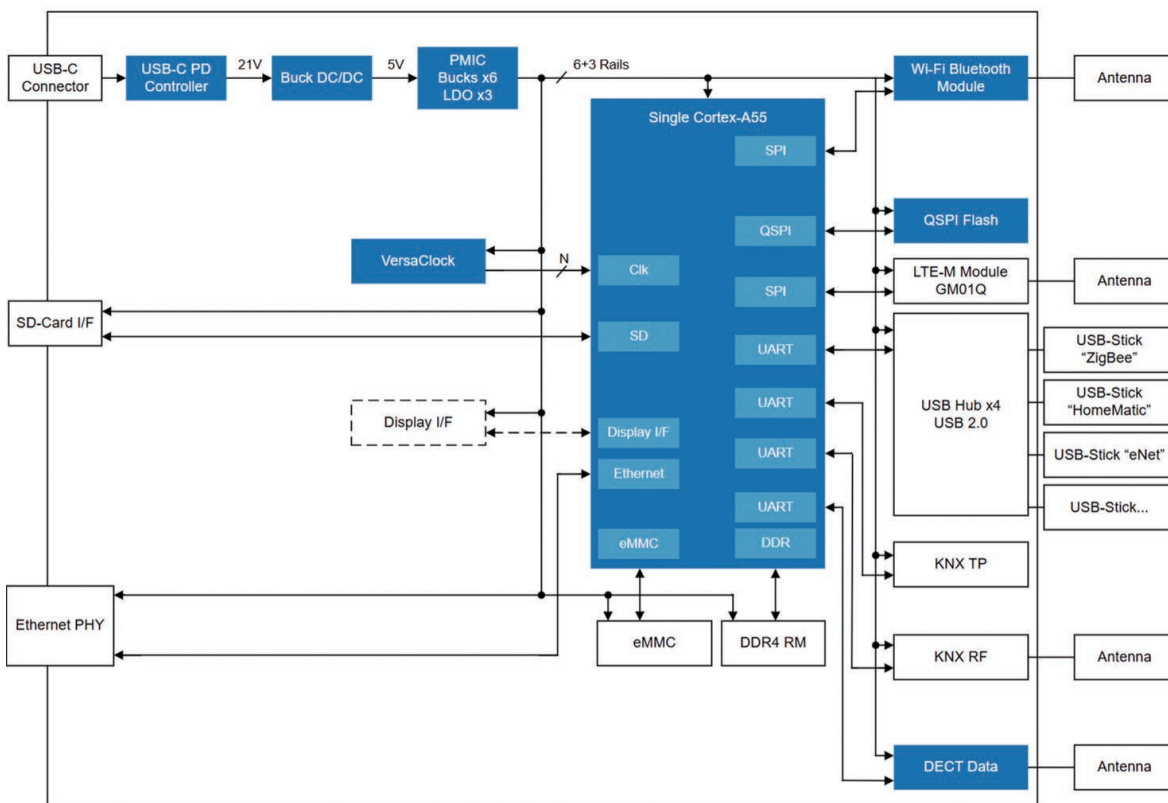 USB-C
Connector
USB-C PD
Controller
21V
Buck DC/DC
5V
PMIC
Bucks x6
LDO x3
6+3 Rails
Wi-Fi Bluetooth
Module
Antenna
Single Cortex-A55
SPI
QSPI
QSPI Flash
VersaClock
N
Clk
SPI
LTE-M Module
GM01Q
Antenna
SD-Card I/F
SD
UART
USB Hub x4
USB 2.0
USB-Stick
“ZigBee”
USB-Stick
“HomeMatic”
USB-Stick “eNet”
USB-Stick...
UART
Display I/F
Display I/F
UART
Ethernet
UART
eMMC
DDR
KNX TP
Ethernet PHY
eMMC
DDR4 RM
KNX RF
Antenna
DECT Data
Antenna